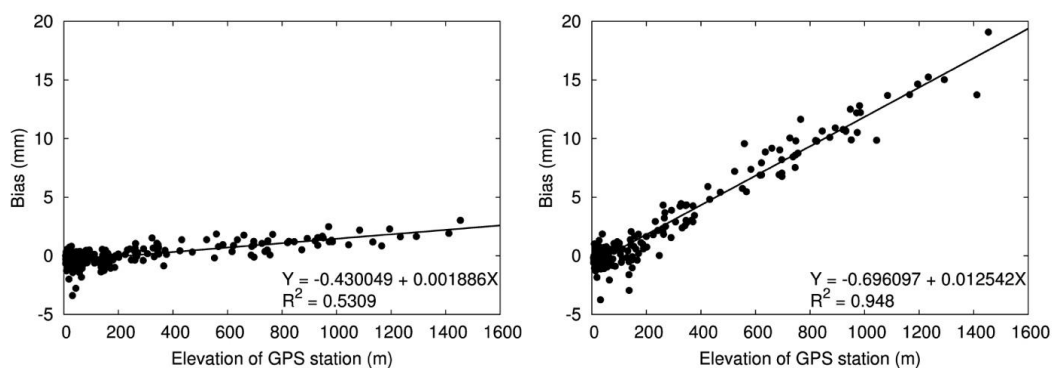 20
15
10
5
0
-5
Bias (mm)
Y = -0.430049 + 0.001886X
R2 = 0.5309
0 200 400 600 800 1000 1200 1400 1600
Elevation of GPS station (m)
20
15
10
5
0
-5
Bias (mm)
Y = -0.696097 + 0.012542X
R2 = 0.948
0 200 400 600 800 1000 1200 1400 1600
Elevation of GPS station (m)